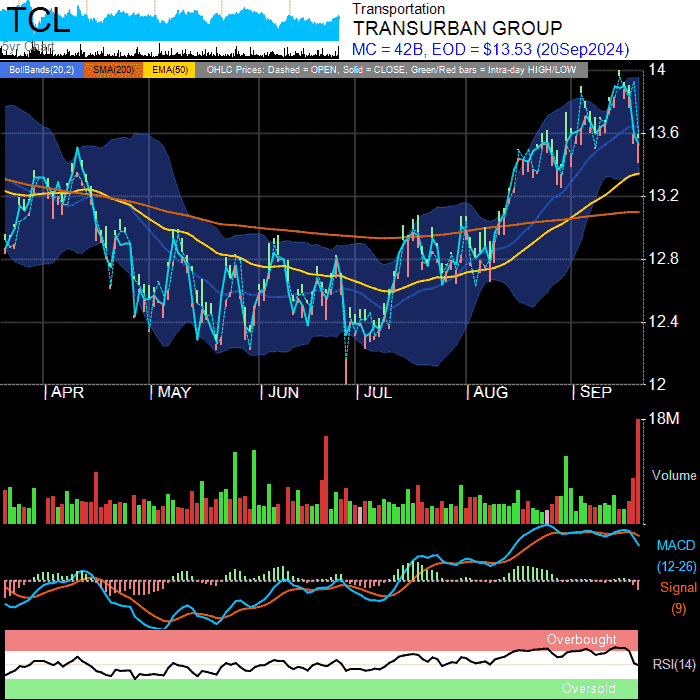 TCL
Transportation
TRANSURBAN GROUP
MC = 42B, EOD = $13.53 (20Sep2024)
BollBands(20,2) SMA(200) EMA(50) OHLC Prices: Dashed = OPEN, Solid = CLOSE, Green/Red bars = Intra-day HIGH/LOW
14
13.6
13.2
12.8
12.4
12
APR MAY JUN JUL AUG SEP
18M
Volume
MACD
(12-26)
Signal
(9)
Overbought
RSI(14)
Oversold